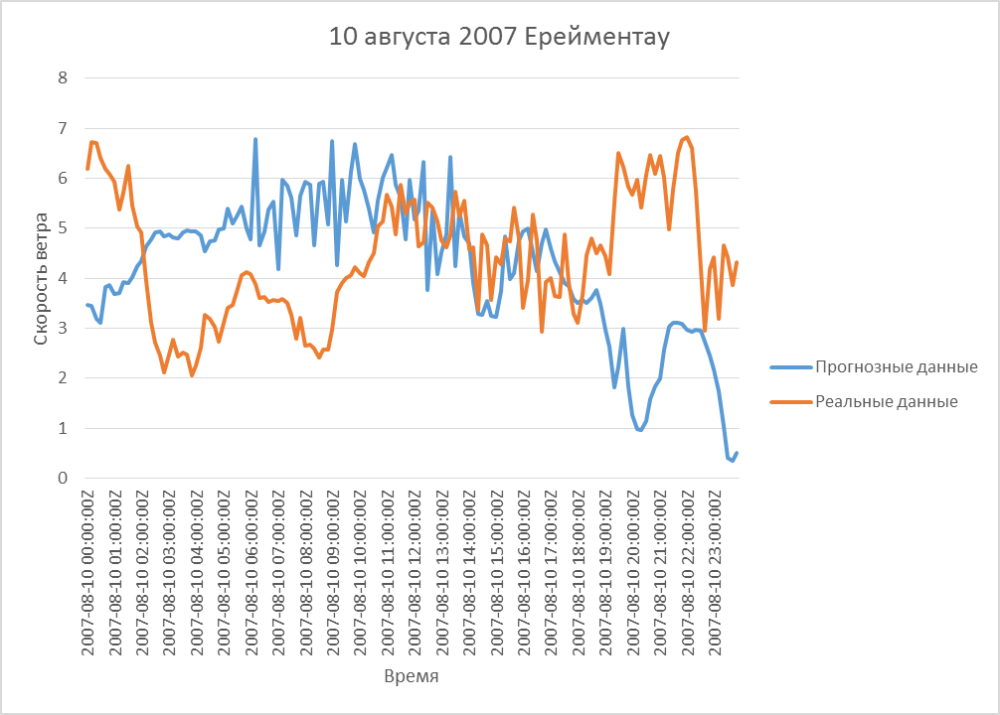 10 августа 2007 Ерейментау
Скорость ветра
8
7
6
5
4
3
2
1
0
2007-08-10 00:00:00Z
2007-08-10 01:00:00Z
2007-08-10 02:00:00Z
2007-08-10 03:00:00Z
2007-08-10 04:00:00Z
2007-08-10 05:00:00Z
2007-08-10 06:00:00Z
2007-08-10 07:00:00Z
2007-08-10 08:00:00Z
2007-08-10 09:00:00Z
2007-08-10 10:00:00Z
2007-08-10 11:00:00Z
2007-08-10 12:00:00Z
2007-08-10 13:00:00Z
2007-08-10 14:00:00Z
2007-08-10 15:00:00Z
2007-08-10 16:00:00Z
2007-08-10 17:00:00Z
2007-08-10 18:00:00Z
2007-08-10 19:00:00Z
2007-08-10 20:00:00Z
2007-08-10 21:00:00Z
2007-08-10 22:00:00Z
2007-08-10 23:00:00Z
Время
Прогнозные данные
Реальные данные